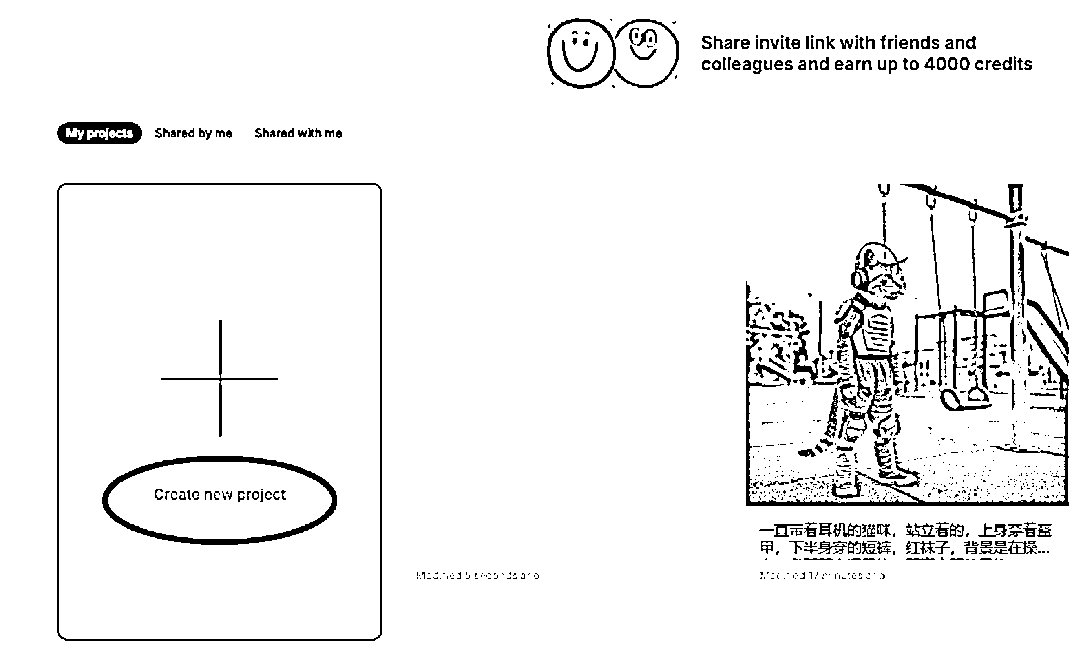 Share invite link with friends and
colleagues and earn up to 4000 credits
My projects
Shared by me
Shared with me
Create new project
一直带着耳机的猫咪，站立着的，上身穿着盔
甲，下半身穿的短裤，红袜子，背景是在操...
Modified 5 seconds ago
Modified 17 minutes ago